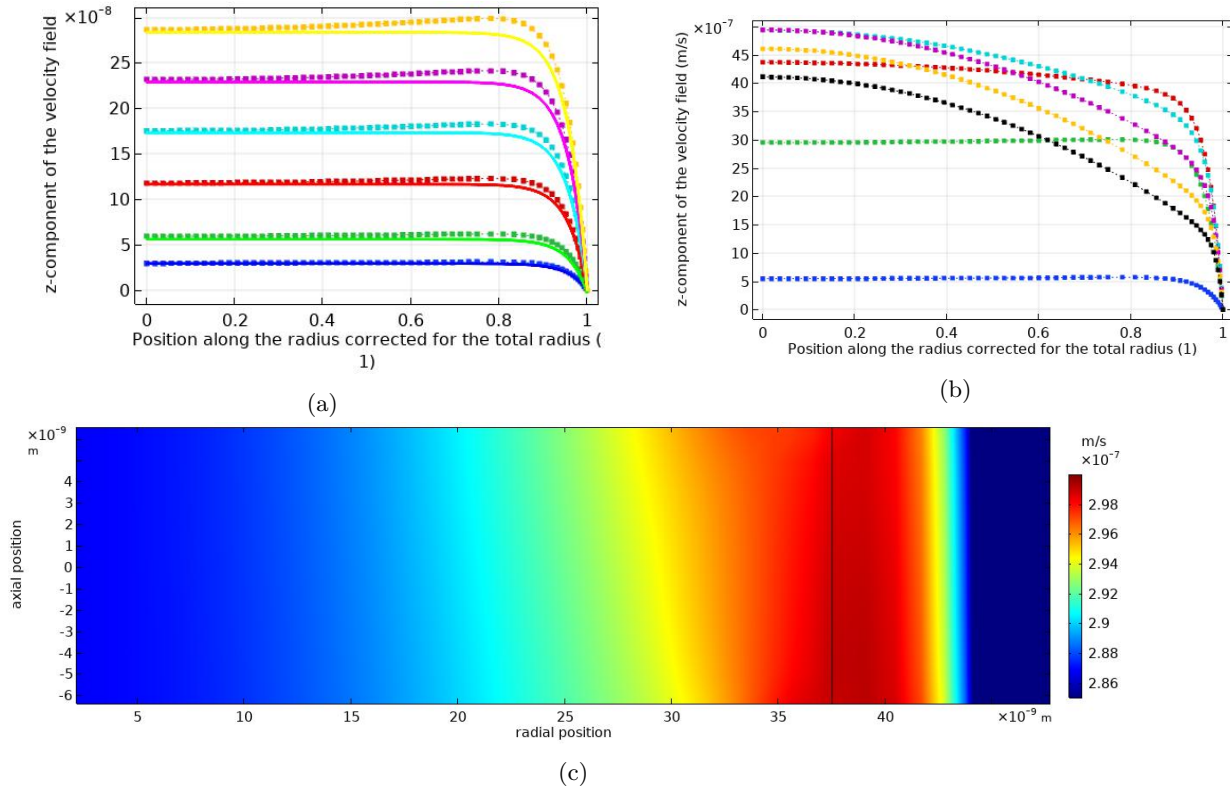 ×10⁻⁸
z-component of the velocity field
25
20
15
10
5
0
0 0.2 0.4 0.6 0.8 1
Position along the radius corrected for the total radius (
1)
(a)
×10⁻⁷
z-component of the velocity field (m/s)
45
40
35
30
25
20
15
10
5
0
0 0.2 0.4 0.6 0.8 1
Position along the radius corrected for the total radius (1)
(b)
×10⁻⁹
m
axial position
4
3
2
1
0
-1
-2
-3
-4
-5
-6
5 10 15 20 25 30 35 40 ×10⁻⁹ m
radial position
m/s
×10⁻⁷
2.98
2.96
2.94
2.92
2.9
2.88
2.86
(c)